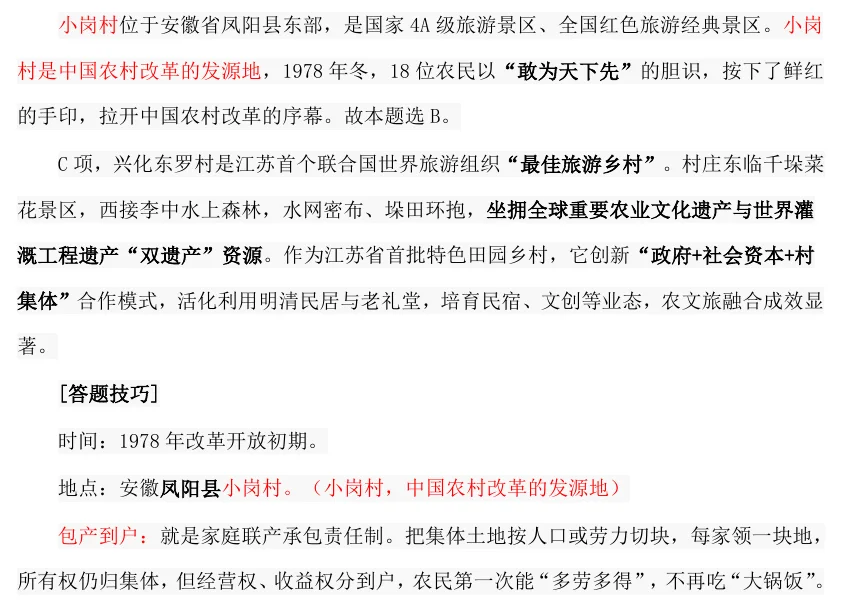 小岗村位于安徽省凤阳县东部，是国家 4A 级旅游景区、全国红色旅游经典景区。小岗
村是中国农村改革的发源地，1978 年冬，18 位农民以“敢为天下先”的胆识，按下了鲜红
的手印，拉开中国农村改革的序幕。故本题选 B。
C 项，兴化东罗村是江苏首个联合国世界旅游组织“最佳旅游乡村”。村庄东临千垛菜
花景区，西接李中水上森林，水网密布、垛田环抱，坐拥全球重要农业文化遗产与世界灌
溉工程遗产“双遗产”资源。作为江苏省首批特色田园乡村，它创新“政府+社会资本+村
集体”合作模式，活化利用明清民居与老礼堂，培育民宿、文创等业态，农文旅融合成效显
著。
[答题技巧]
时间：1978 年改革开放初期。
地点：安徽凤阳县小岗村。（小岗村，中国农村改革的发源地）
包产到户：就是家庭联产承包责任制。把集体土地按人口或劳力切块，每家领一块地，
所有权仍归集体，但经营权、收益权分到户，农民第一次能“多劳多得”，不再吃“大锅饭”。